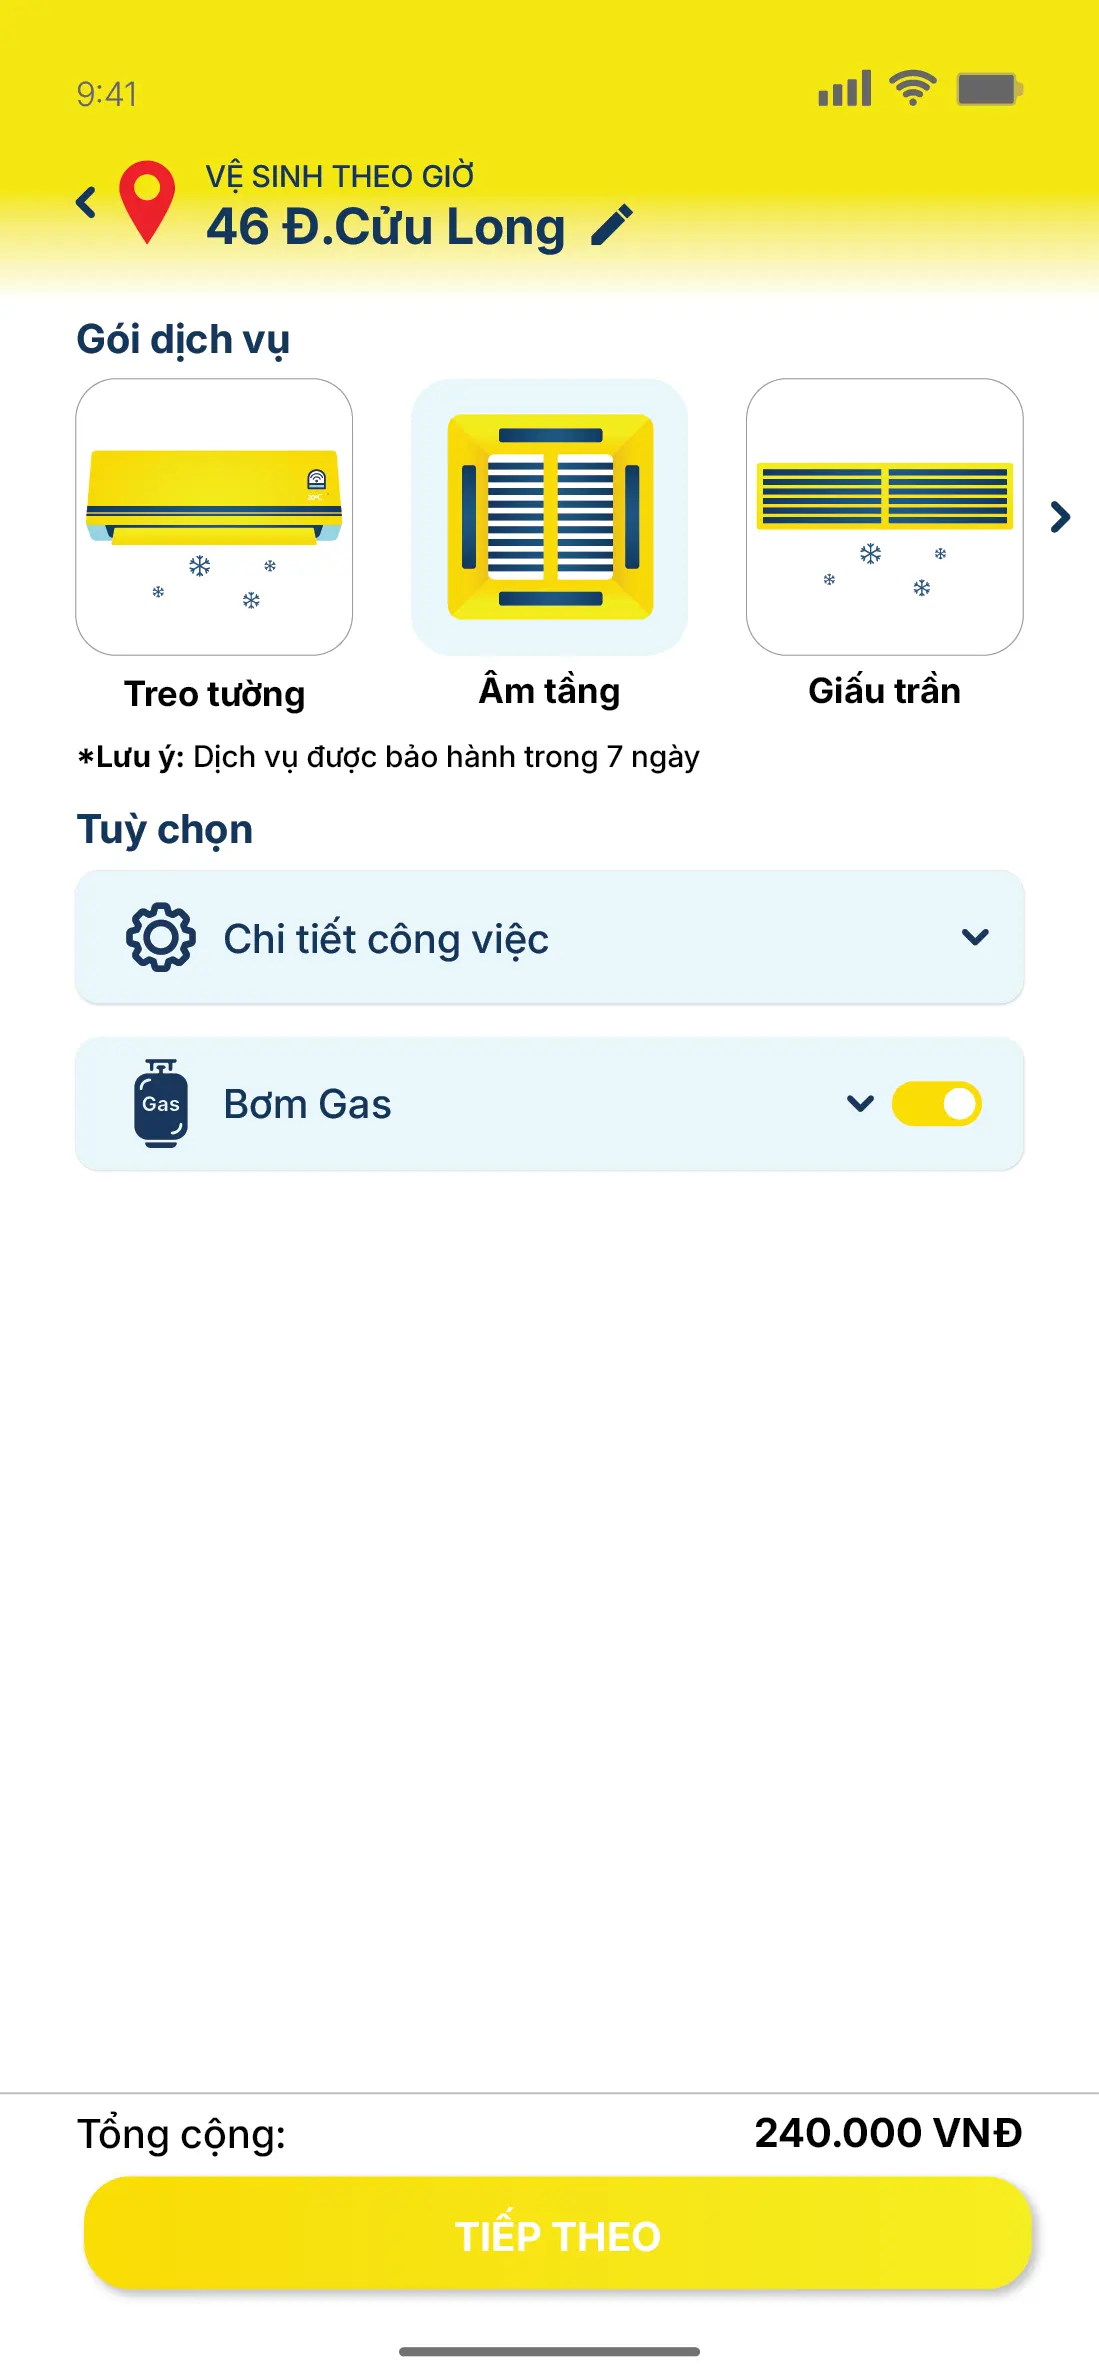 9:41
VỆ SINH THEO GIỜ
46 Đ.Cửu Long
Gói dịch vụ
20°C
Treo tường
Âm tầng
Giấu trần
*Lưu ý: Dịch vụ được bảo hành trong 7 ngày
Tuỳ chọn
Chi tiết công việc
Gas
Bơm Gas
Tổng cộng:
240.000 VNĐ
TIẾP THEO